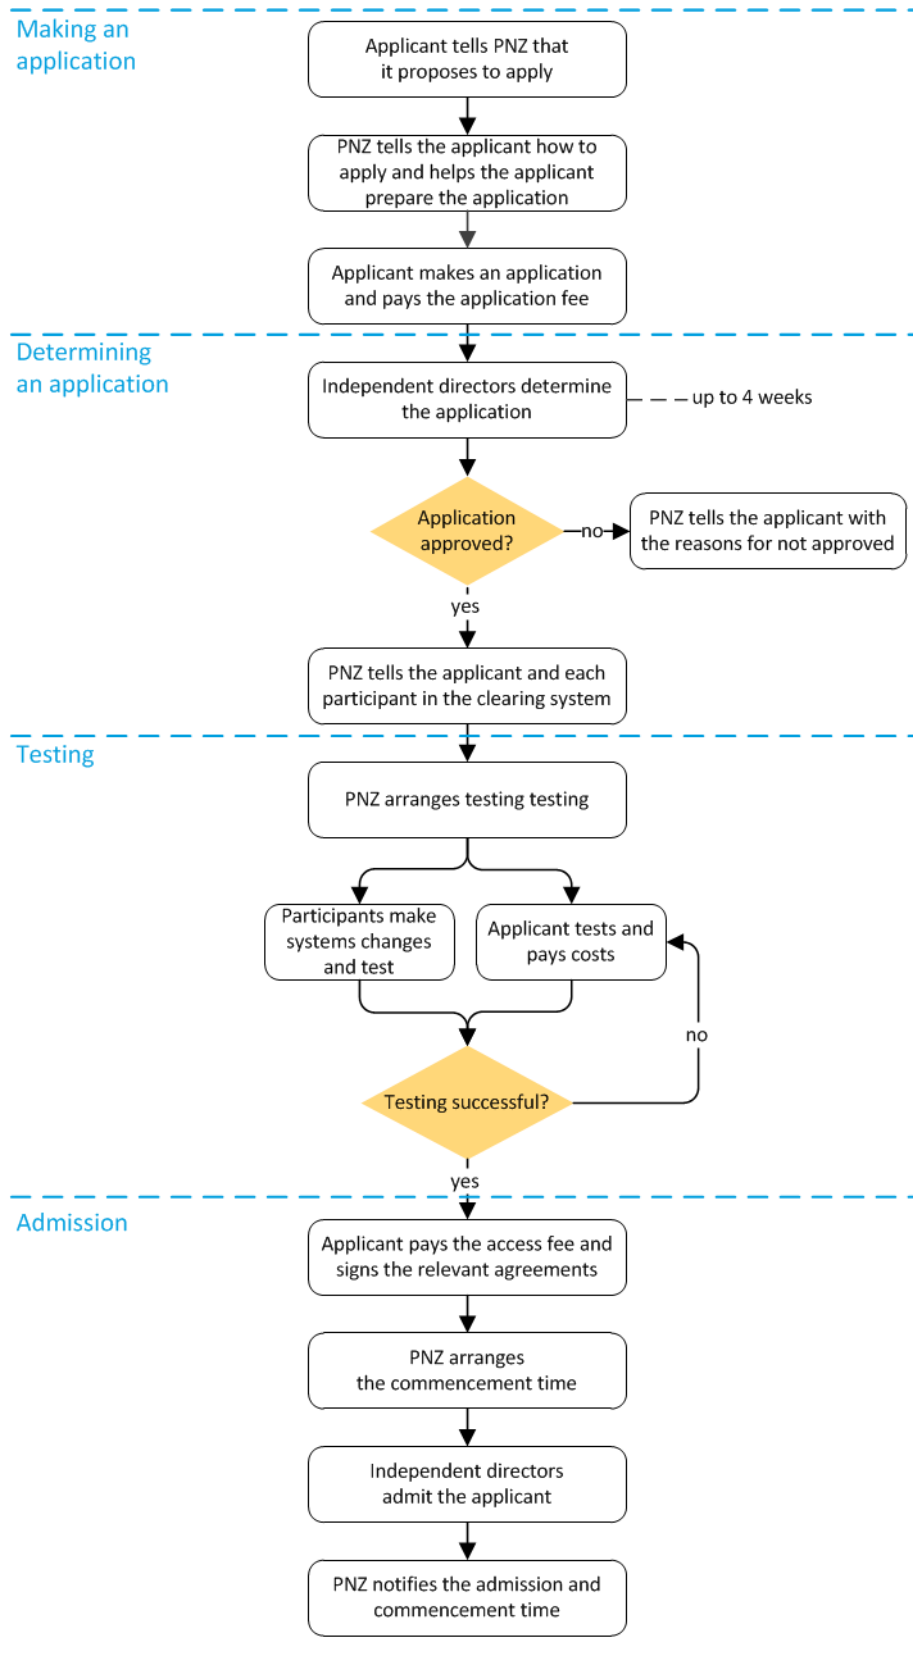 Making an
application
Applicant tells PNZ that
it proposes to apply
PNZ tells the applicant how to
apply and helps the applicant
prepare the application
Applicant makes an application
and pays the application fee
Determining
an application
Independent directors determine
the application
up to 4 weeks
Application
approved?
no
PNZ tells the applicant with
the reasons for not approved
yes
PNZ tells the applicant and each
participant in the clearing system
Testing
PNZ arranges testing testing
Participants make
systems changes
and test
Applicant tests and
pays costs
no
Testing successful?
yes
Admission
Applicant pays the access fee and
signs the relevant agreements
PNZ arranges
the commencement time
Independent directors
admit the applicant
PNZ notifies the admission and
commencement time